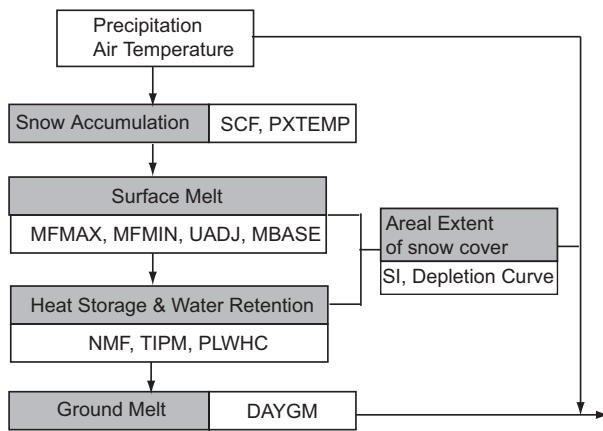 Precipitation
Air Temperature
Snow Accumulation
SCF, PXTEMP
Surface Melt
MFMAX, MFMIN, UADJ, MBASE
Areal Extent
of snow cover
SI, Depletion Curve
Heat Storage & Water Retention
NMF, TIPM, PLWHC
Ground Melt
DAYGM